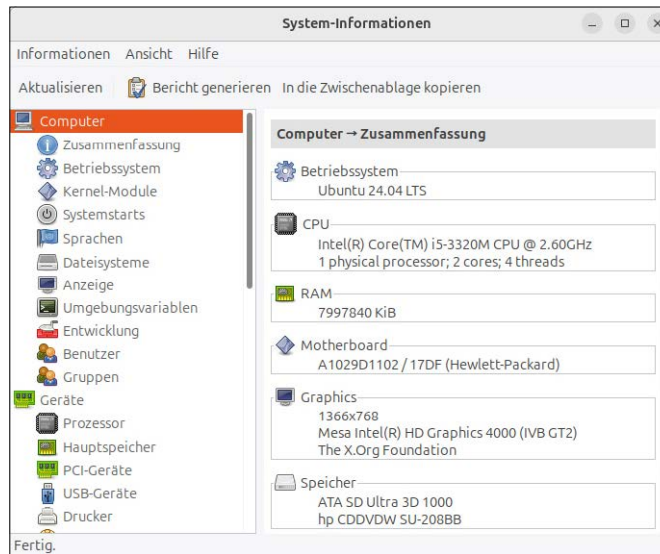 System-Informationen
Informationen Ansicht Hilfe
Aktualisieren Bericht generieren In die Zwischenablage kopieren
Computer
Zusammenfassung
Betriebssystem
Kernel-Module
Systemstarts
Sprachen
Dateisysteme
Anzeige
Umgebungsvariablen
Entwicklung
Benutzer
Gruppen
Geräte
Prozessor
Hauptspeicher
PCI-Geräte
USB-Geräte
Drucker
Computer → Zusammenfassung
Betriebssystem
Ubuntu 24.04 LTS
CPU
Intel(R) Core(TM) i5-3320M CPU @ 2.60GHz
1 physical processor; 2 cores; 4 threads
RAM
7997840 KiB
Motherboard
A1029D1102 / 17DF (Hewlett-Packard)
Graphics
1366x768
Mesa Intel(R) HD Graphics 4000 (IVB GT2)
The X.Org Foundation
Speicher
ATA SD Ultra 3D 1000
hp CDDVDW SU-208BB
Fertig.